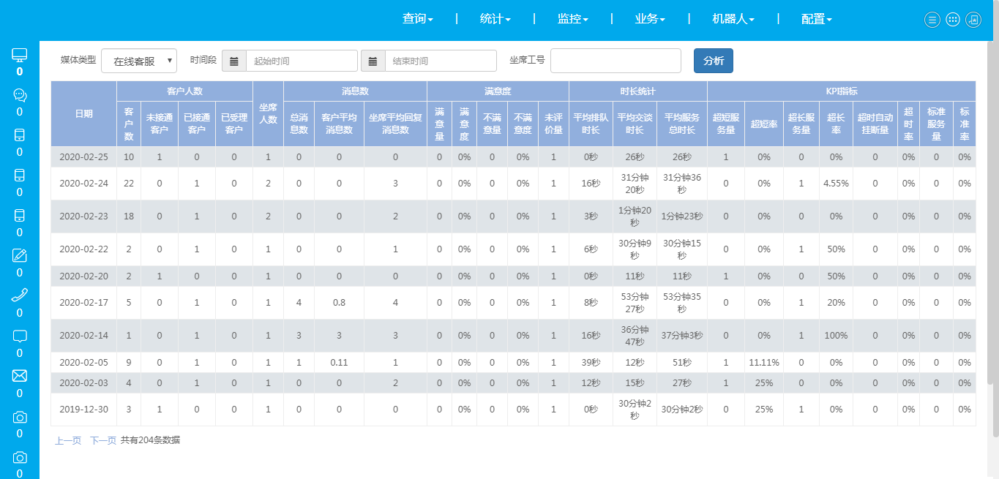 查询 | 统计 | 监控 | 业务 | 机器人 | 配置
媒体类型 在线客服 时间段 起始时间 结束时间 坐席工号 分析
日期 客户人数 坐席人数 消息数 满意度 时长统计 KPI指标
客户数 未接通客户 已接通客户 已受理客户 总消息数 客户平均消息数 坐席平均回复消息数 满意量 满意度 不满意量 不满意度 未评价量 平均排队时长 平均交谈时长 平均服务总时长 超短服务量 超短率 超长服务量 超长率 超时自动挂断量 超时率 标准服务量 标准率
2020-02-25 10 1 0 0 1 0 0 0 0 0% 0 0% 1 0秒 26秒 26秒 1 0% 0 0% 0 0% 0 0%
2020-02-24 22 0 1 0 2 0 0 3 0 0% 0 0% 1 16秒 31分钟20秒 31分钟36秒 0 0% 1 4.55% 0 0% 0 0%
2020-02-23 18 0 1 0 2 0 0 2 0 0% 0 0% 1 3秒 1分钟20秒 1分钟23秒 0 0% 0 0% 0 0% 0 0%
2020-02-22 2 0 1 0 1 0 0 1 0 0% 0 0% 1 6秒 30分钟9秒 30分钟15秒 0 0% 1 50% 0 0% 0 0%
2020-02-20 2 1 0 0 1 0 0 0 0 0% 0 0% 1 0秒 11秒 11秒 1 0% 0 50% 0 0% 0 0%
2020-02-17 5 0 1 0 1 4 0.8 4 0 0% 0 0% 1 8秒 53分钟27秒 53分钟35秒 0 0% 1 20% 0 0% 0 0%
2020-02-14 1 0 1 0 1 3 3 3 0 0% 0 0% 1 16秒 36分钟47秒 37分钟3秒 0 0% 1 100% 0 0% 0 0%
2020-02-05 9 0 1 0 1 1 0.11 1 0 0% 0 0% 1 39秒 12秒 51秒 1 11.11% 0 0% 0 0% 0 0%
2020-02-03 4 0 1 0 1 0 0 2 0 0% 0 0% 1 12秒 15秒 27秒 1 25% 0 0% 0 0% 0 0%
2019-12-30 3 1 0 0 1 0 0 0 0 0% 0 0% 1 0秒 30分钟2秒 30分钟2秒 0 25% 1 0% 0 0% 0 0%
上一页 下一页 共有204条数据
0
0
0
0
0
0
0
0
0
0
0